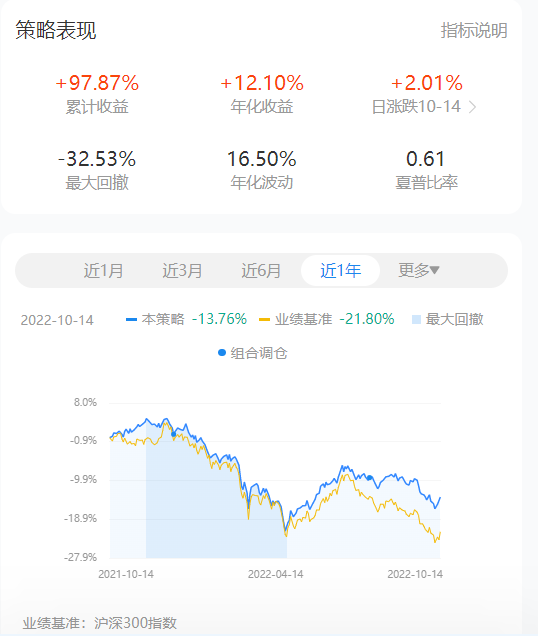 策略表现 指标说明
+97.87% +12.10% +2.01%
累计收益 年化收益 日涨跌10-14
-32.53% 16.50% 0.61
最大回撤 年化波动 夏普比率
近1月 近3月 近6月 近1年 更多▼
2022-10-14 本策略 -13.76% 业绩基准 -21.80% 最大回撤
组合调仓
8.0%
-0.9%
-9.9%
-18.9%
-27.9%
2021-10-14 2022-04-14 2022-10-14
业绩基准：沪深300指数